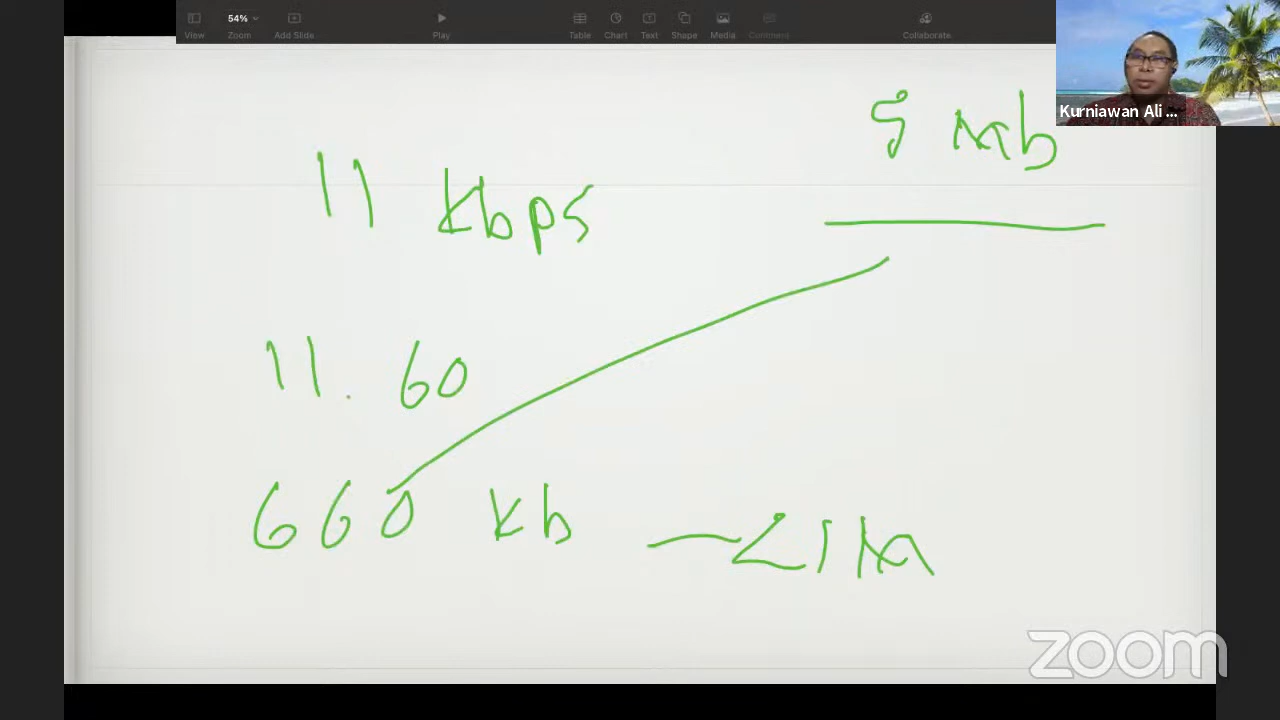 54%
View Zoom Add Slide Play Table Chart Text Shape Media Comment Collaborate
Kurniawan Ali ...
5 Mb
11 kbps
11. 60
660 kb
zoom